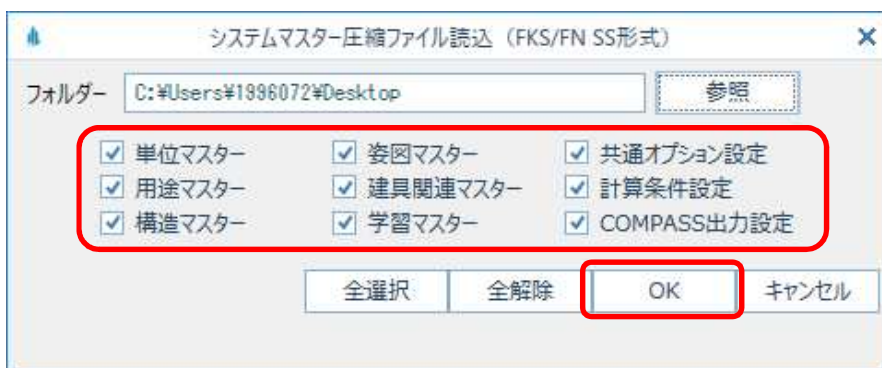 システムマスター圧縮ファイル読込（FKS/FN SS形式）
フォルダー C:¥Users¥1996072¥Desktop 参照
単位マスター 姿図マスター 共通オプション設定
用途マスター 建具関連マスター 計算条件設定
構造マスター 学習マスター COMPASS出力設定
全選択 全解除 OK キャンセル